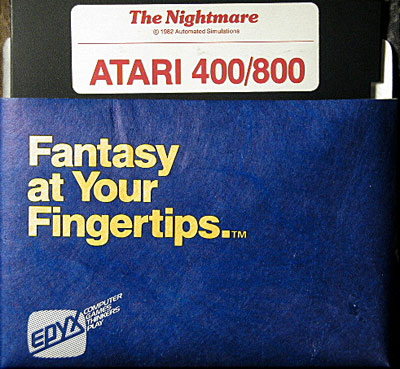 The Nightmare
© 1982 Automated Simulations
ATARI 400/800
Fantasy
at Your
Fingertips.™
EPYX
COMPUTER
GAMES
THINKERS
PLAY